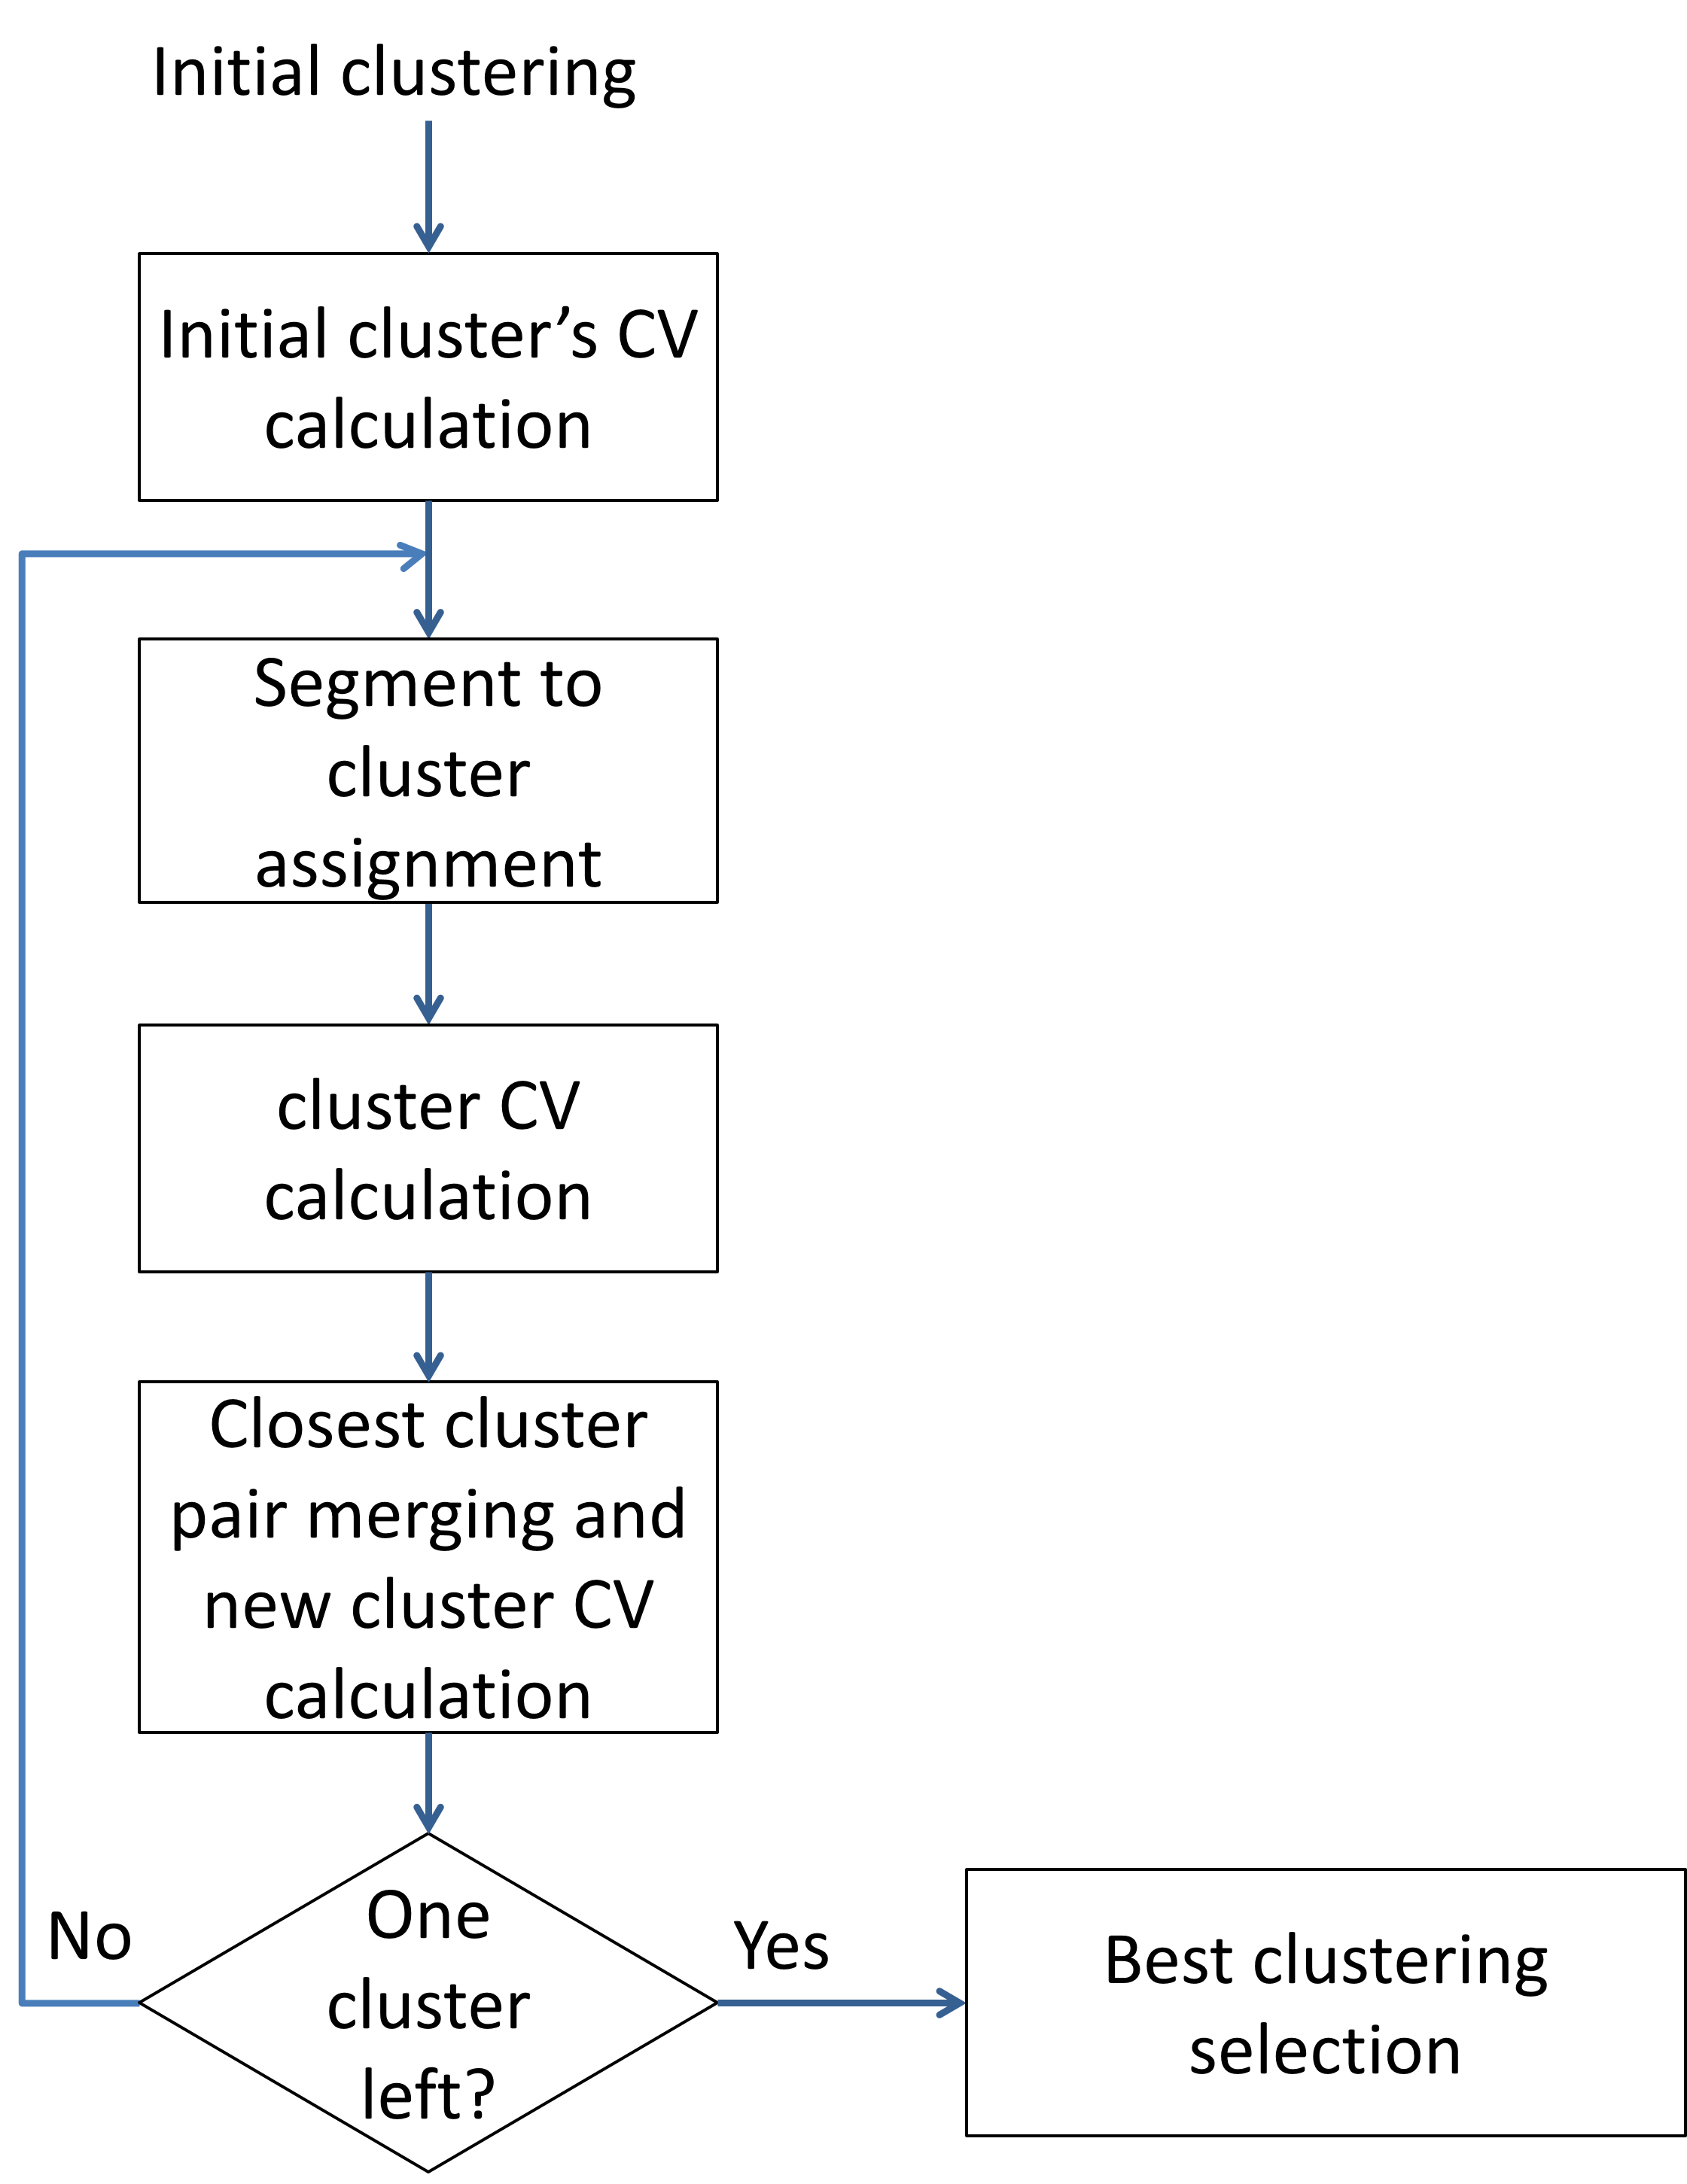 Initial clustering
Initial cluster’s CV
calculation
Segment to
cluster
assignment
cluster CV
calculation
Closest cluster
pair merging and
new cluster CV
calculation
One
cluster
left?
No
Yes
Best clustering
selection